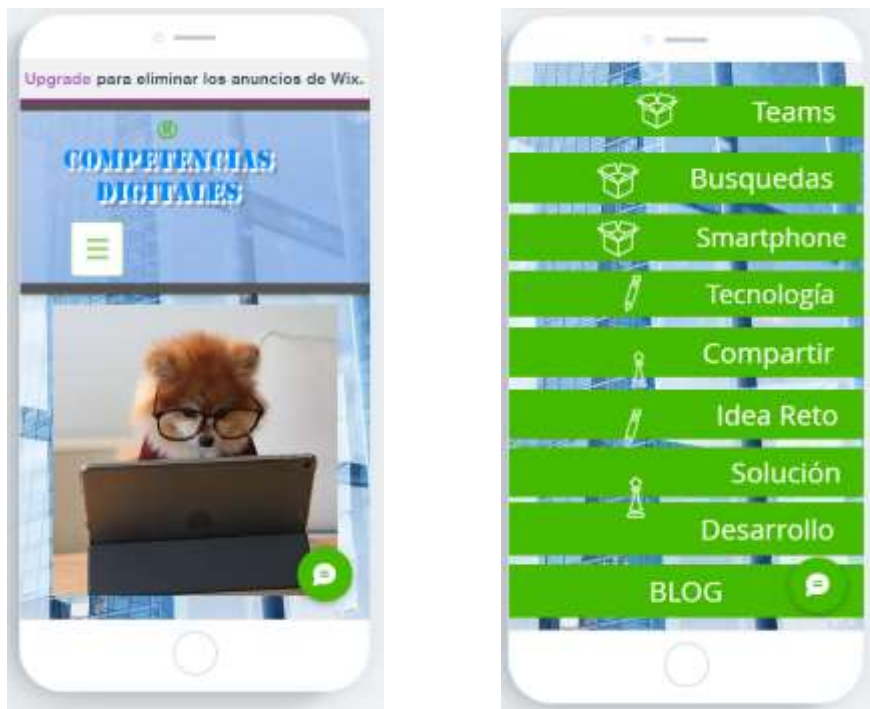 Upgrade para eliminar los anuncios de Wix.
®
COMPETENCIAS
DIGITALES
Teams
Busquedas
Smartphone
Tecnología
Compartir
Idea Reto
Solución
Desarrollo
BLOG